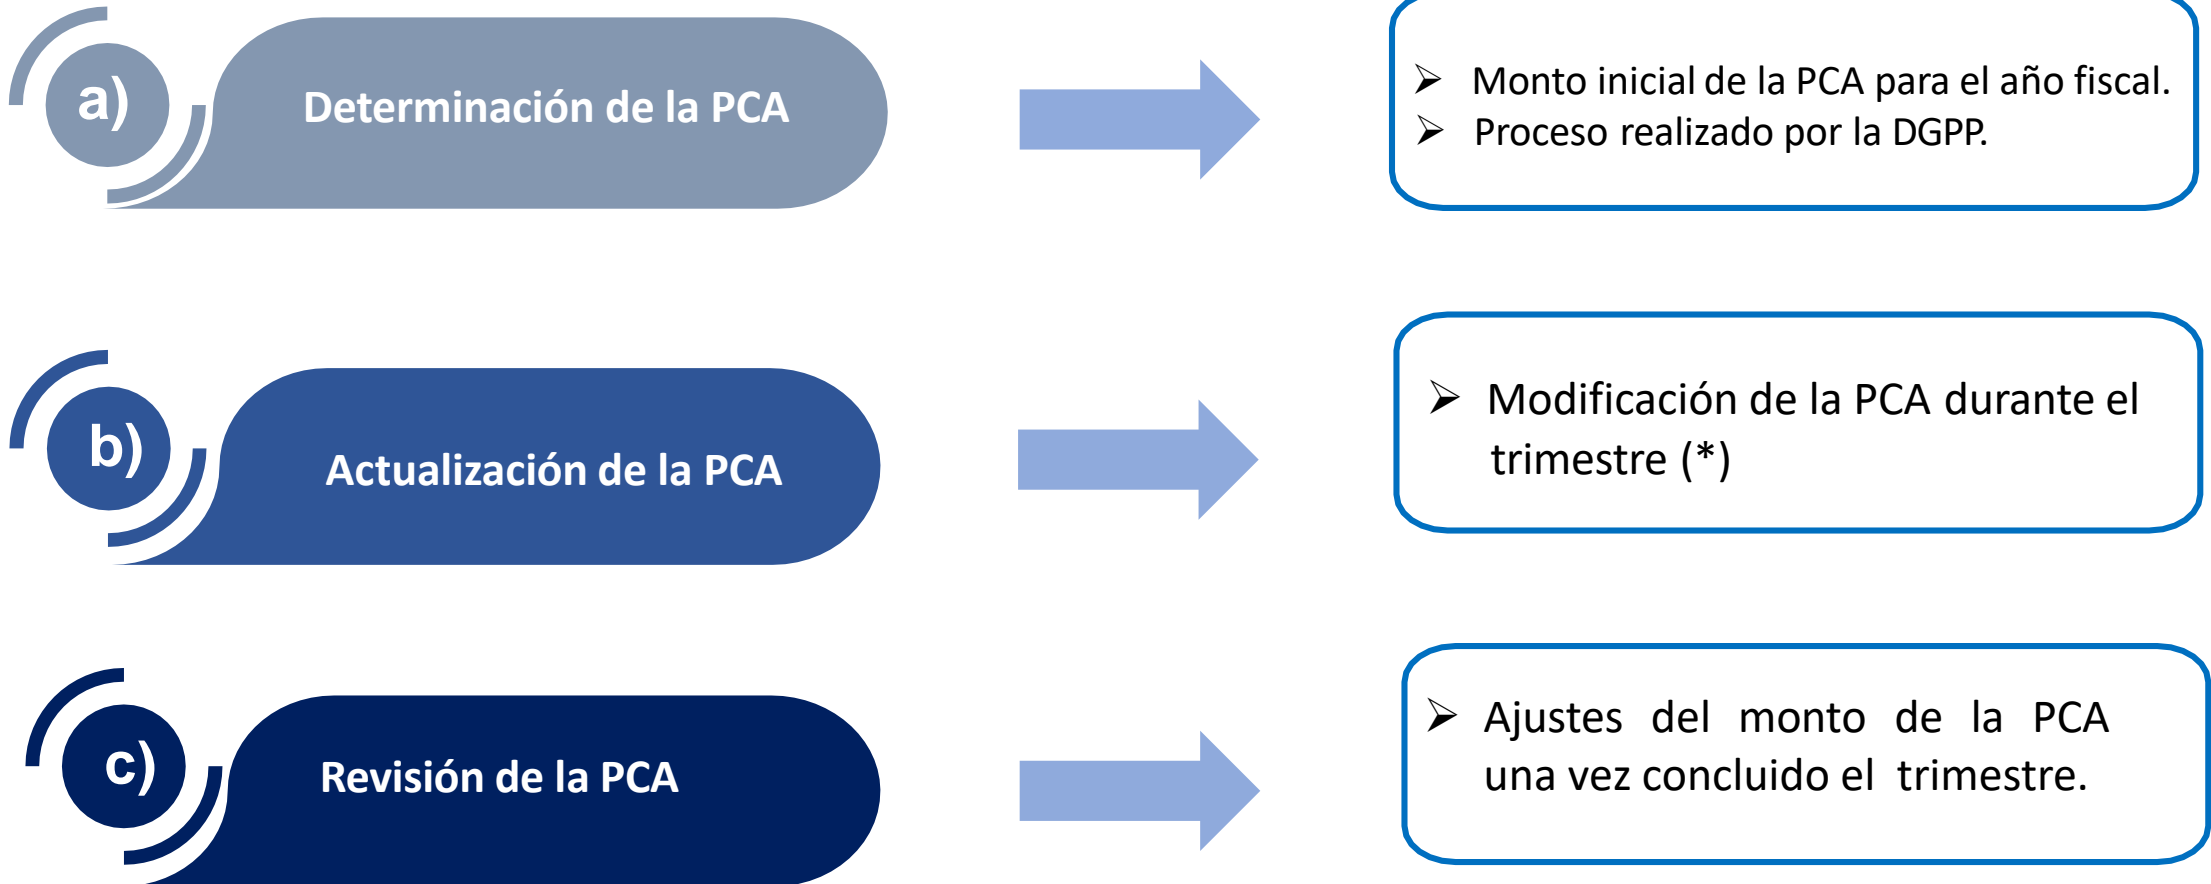 a)
Determinación de la PCA
➢ Monto inicial de la PCA para el año fiscal.
➢ Proceso realizado por la DGPP.
b)
Actualización de la PCA
➢ Modificación de la PCA durante el
trimestre (*)
c)
Revisión de la PCA
➢ Ajustes del monto de la PCA
una vez concluido el trimestre.